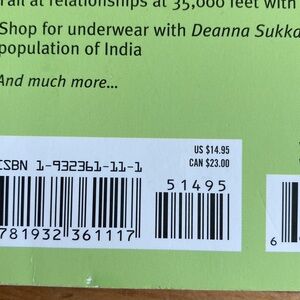 at relationships at 35,000 feet with
Shop for underwear with Deanna Sukka
population of India
And much more...
US $14.95
CAN $23.00
ISBN 1-932361-11-1
51495
781932 361117
6